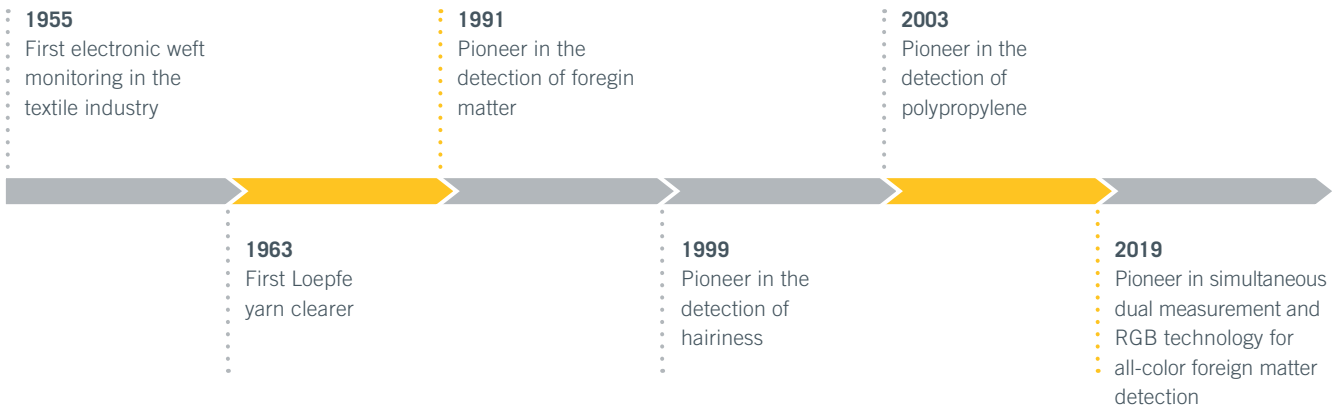 1955
First electronic weft
monitoring in the
textile industry
1991
Pioneer in the
detection of foregin
matter
2003
Pioneer in the
detection of
polypropylene
1963
First Loepfe
yarn clearer
1999
Pioneer in the
detection of
hairiness
2019
Pioneer in simultaneous
dual measurement and
RGB technology for
all-color foreign matter
detection